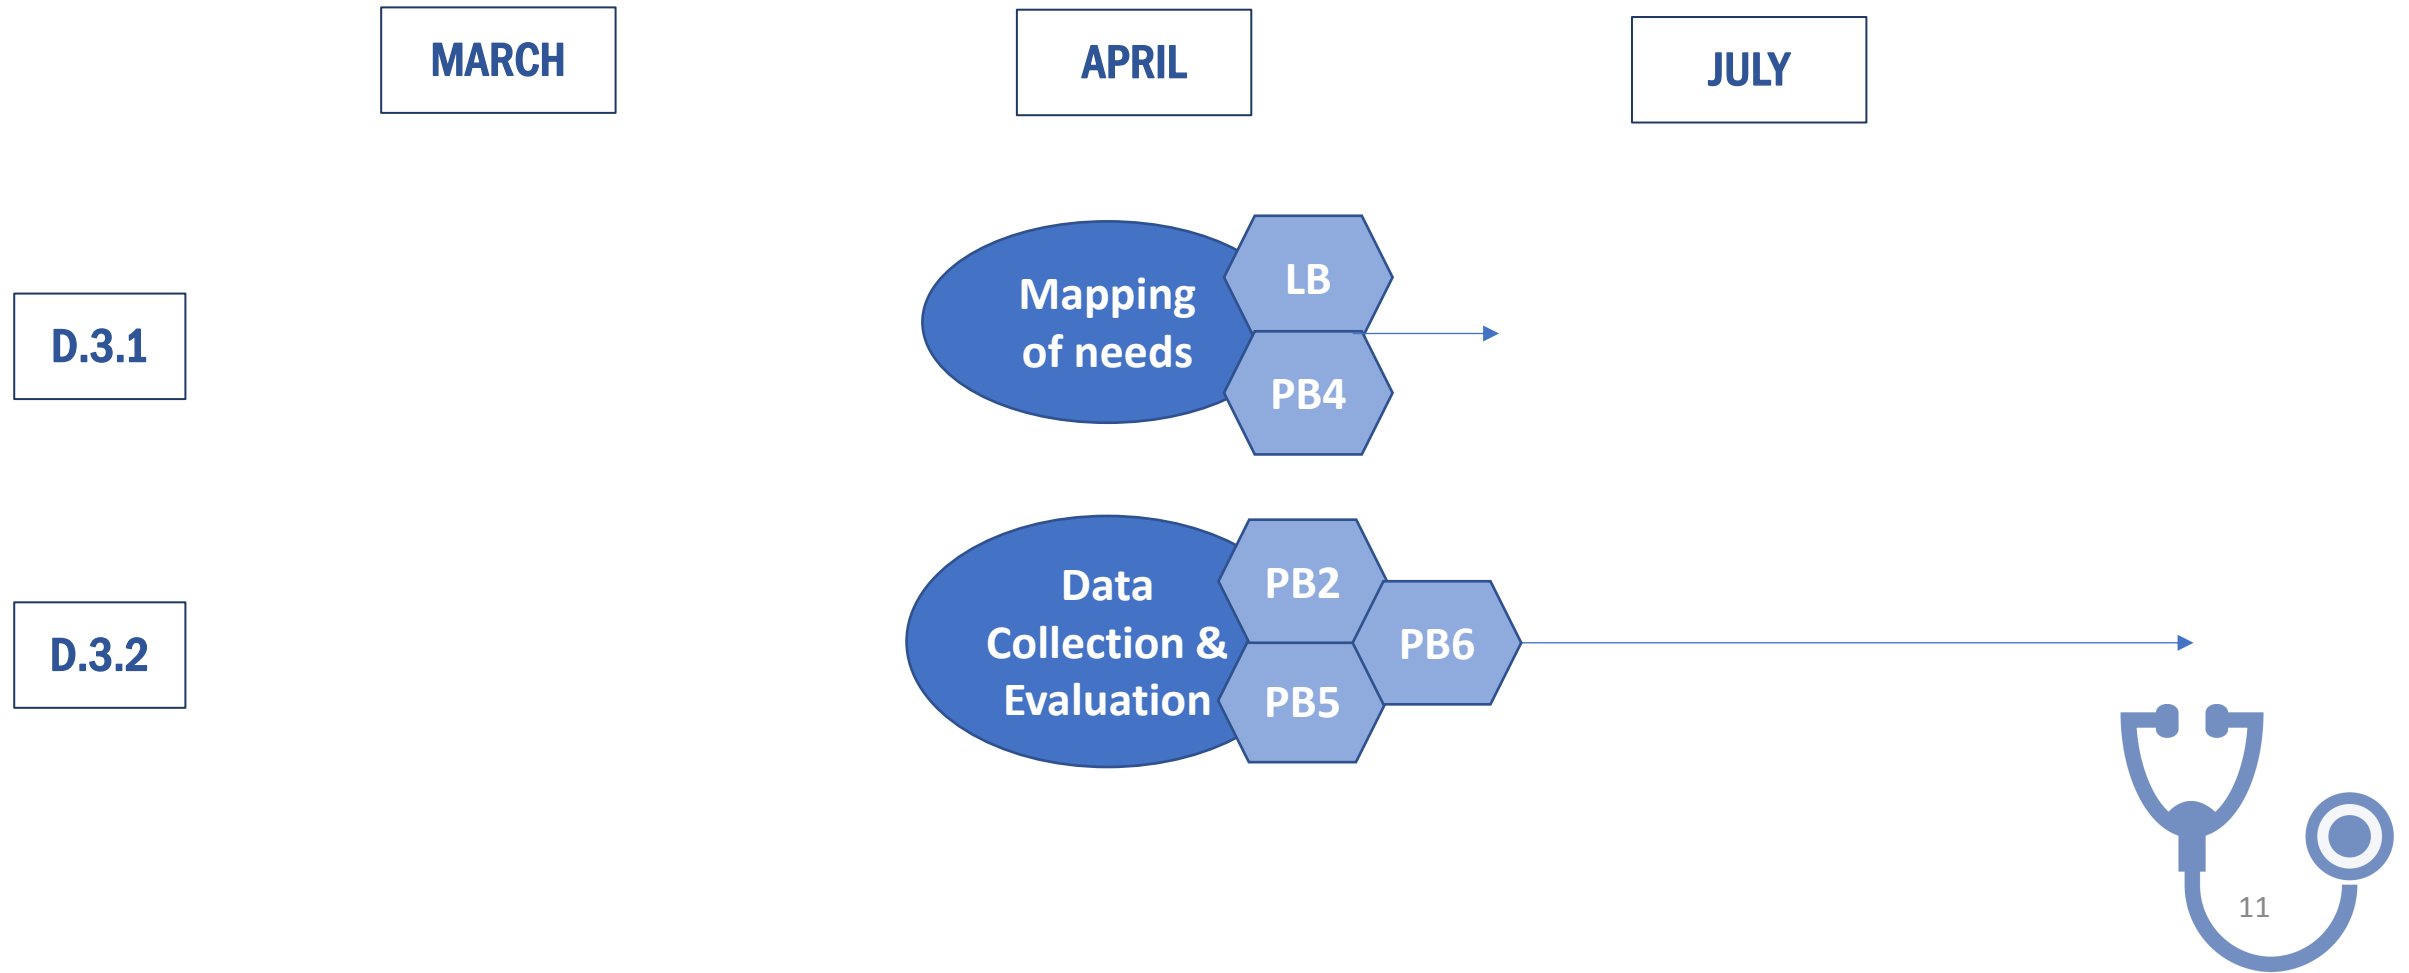 MARCH
APRIL
JULY
D.3.1
Mapping
of needs
LB
PB4
D.3.2
Data
Collection &
Evaluation
PB2
PB5
PB6
11